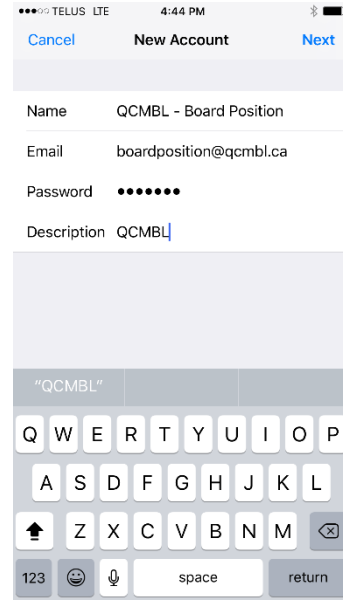 TELUS LTE 4:44 PM
Cancel New Account Next
Name QCMBL - Board Position
Email boardposition@qcmbl.ca
Password •••••••
Description QCMBL
“QCMBL”
Q W E R T Y U I O P
A S D F G H J K L
Z X C V B N M
123 space return